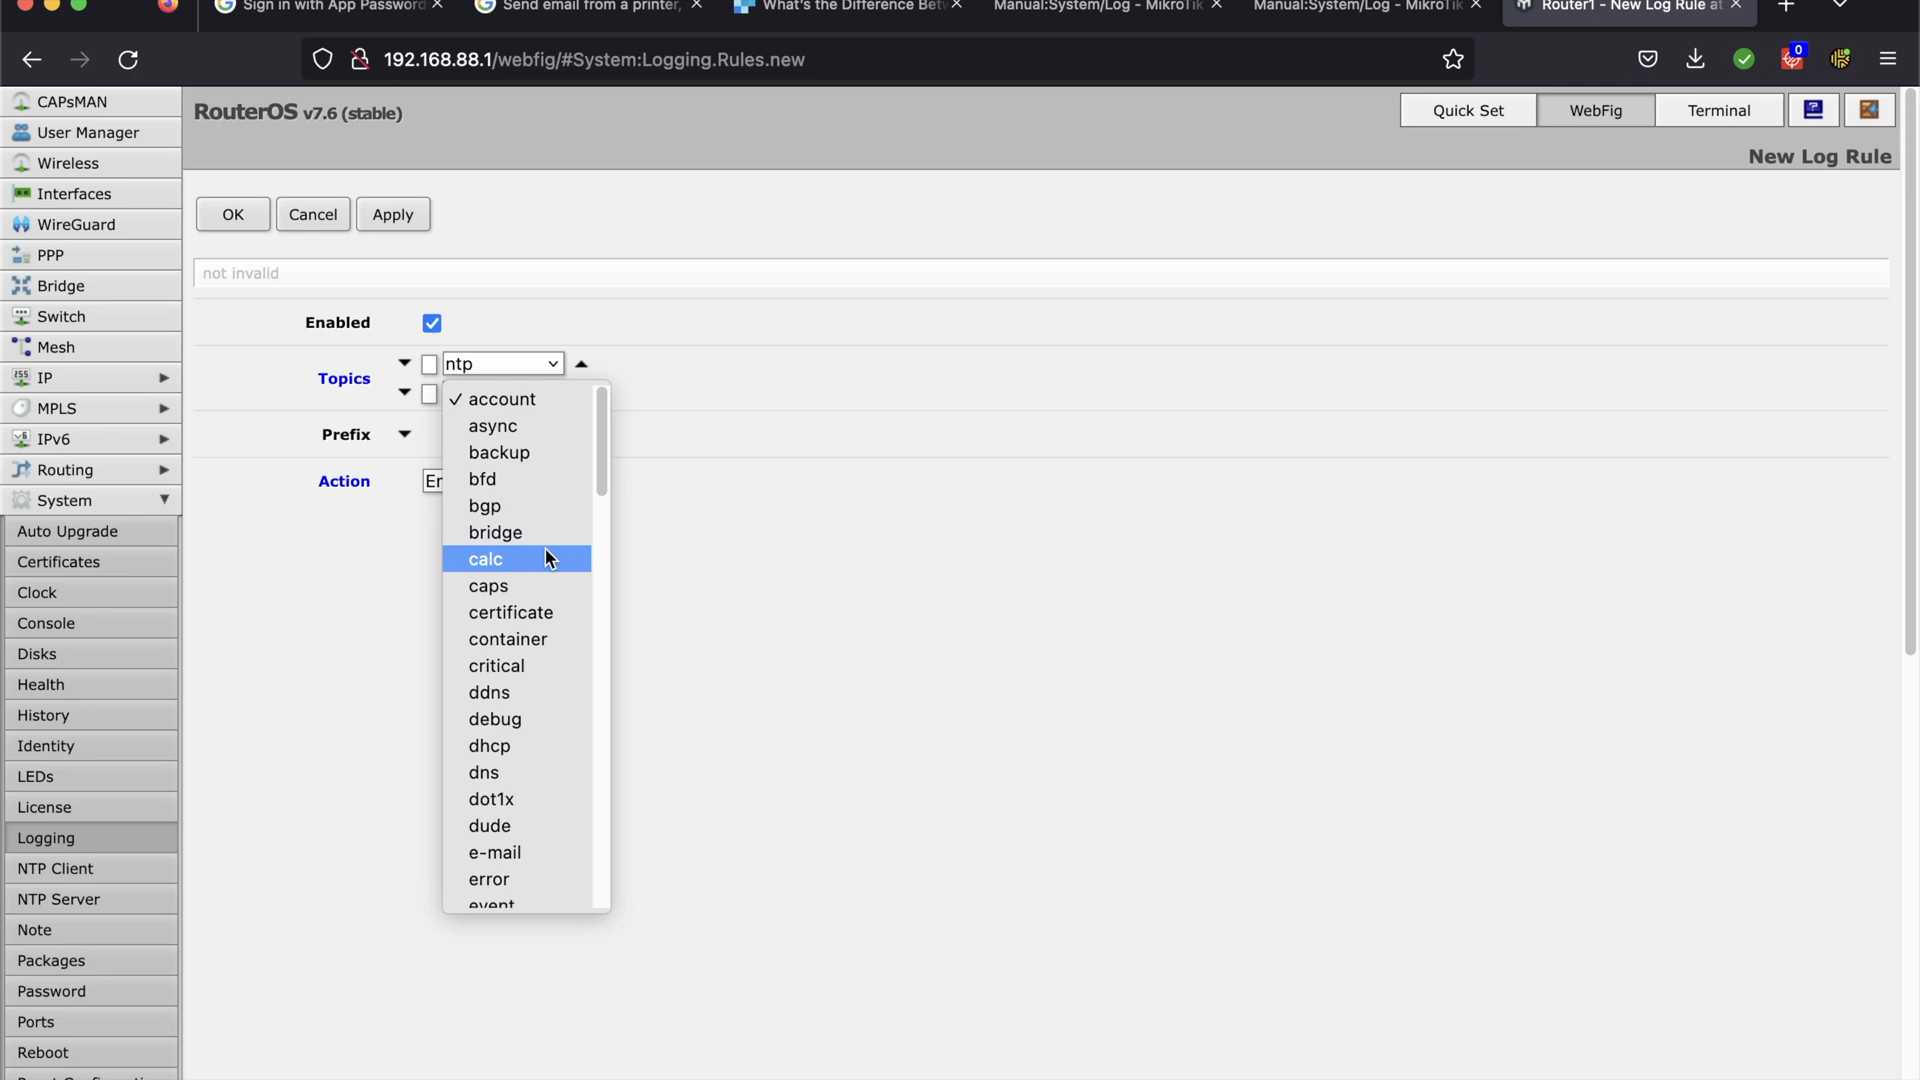 Sign in with App Password
Send email from a printer,
What's the Difference Betw
Manual:System/Log - MikroTik
Manual:System/Log - MikroTik
Router1 - New Log Rule at
192.168.88.1/webfig/#System:Logging.Rules.new
0
CAPsMAN
User Manager
Wireless
Interfaces
WireGuard
PPP
Bridge
Switch
Mesh
255
IP
MPLS
v6
IPv6
Routing
System
Auto Upgrade
Certificates
Clock
Console
Disks
Health
History
Identity
LEDs
License
Logging
NTP Client
NTP Server
Note
Packages
Password
Ports
Reboot
RouterOS v7.6 (stable)
Quick Set
WebFig
Terminal
New Log Rule
OK
Cancel
Apply
not invalid
Enabled
Topics
ntp
Prefix
Action
account
async
backup
bfd
bgp
bridge
calc
caps
certificate
container
critical
ddns
debug
dhcp
dns
dot1x
dude
e-mail
error
event